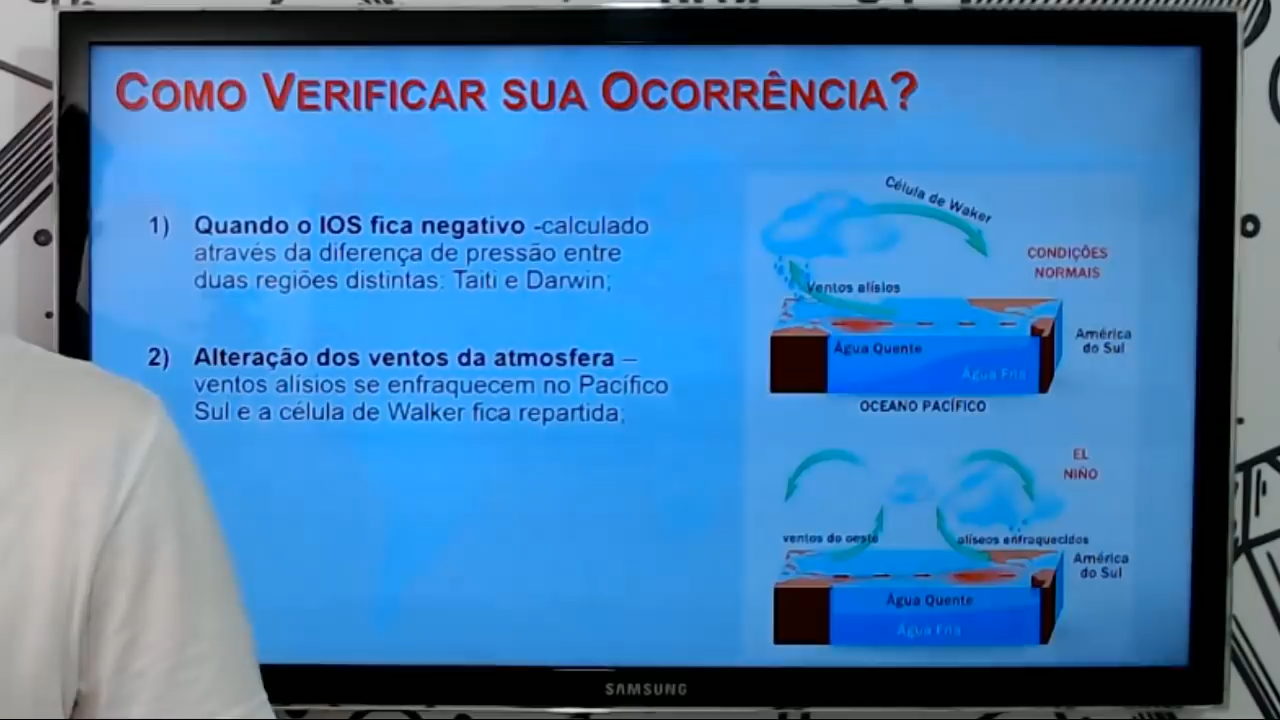 COMO VERIFICAR SUA OCORRÊNCIA?
1) Quando o IOS fica negativo -calculado
através da diferença de pressão entre
duas regiões distintas: Taiti e Darwin;
2) Alteração dos ventos da atmosfera –
ventos alísios se enfraquecem no Pacífico
Sul e a célula de Walker fica repartida;
Célula de Waker
CONDIÇÕES
NORMAIS
Ventos alísios
América
do Sul
Água Quente
Água Fria
OCEANO PACÍFICO
EL
NIÑO
ventos do oeste
alíseos enfraquecidos
América
do Sul
Água Quente
Água Fria
SAMSUNG